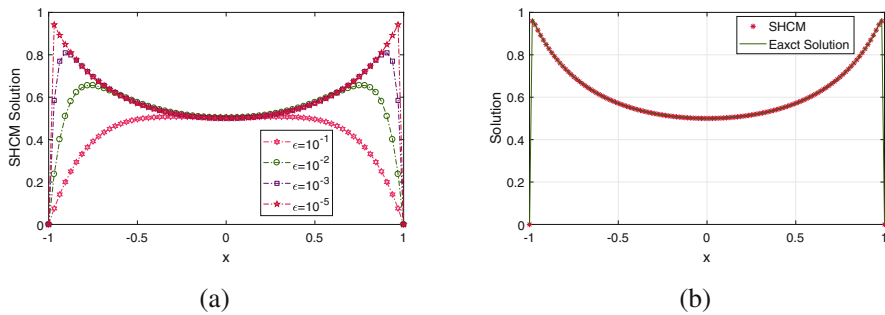 1
0.8
0.6
0.4
0.2
0
SHCM Solution
-1
-0.5
0
0.5
1
x
ϵ=10^-1
ϵ=10^-2
ϵ=10^-3
ϵ=10^-5
(a)
1
0.8
0.6
0.4
0.2
0
Solution
-1
-0.5
0
0.5
1
x
SHCM
Eaxct Solution
(b)